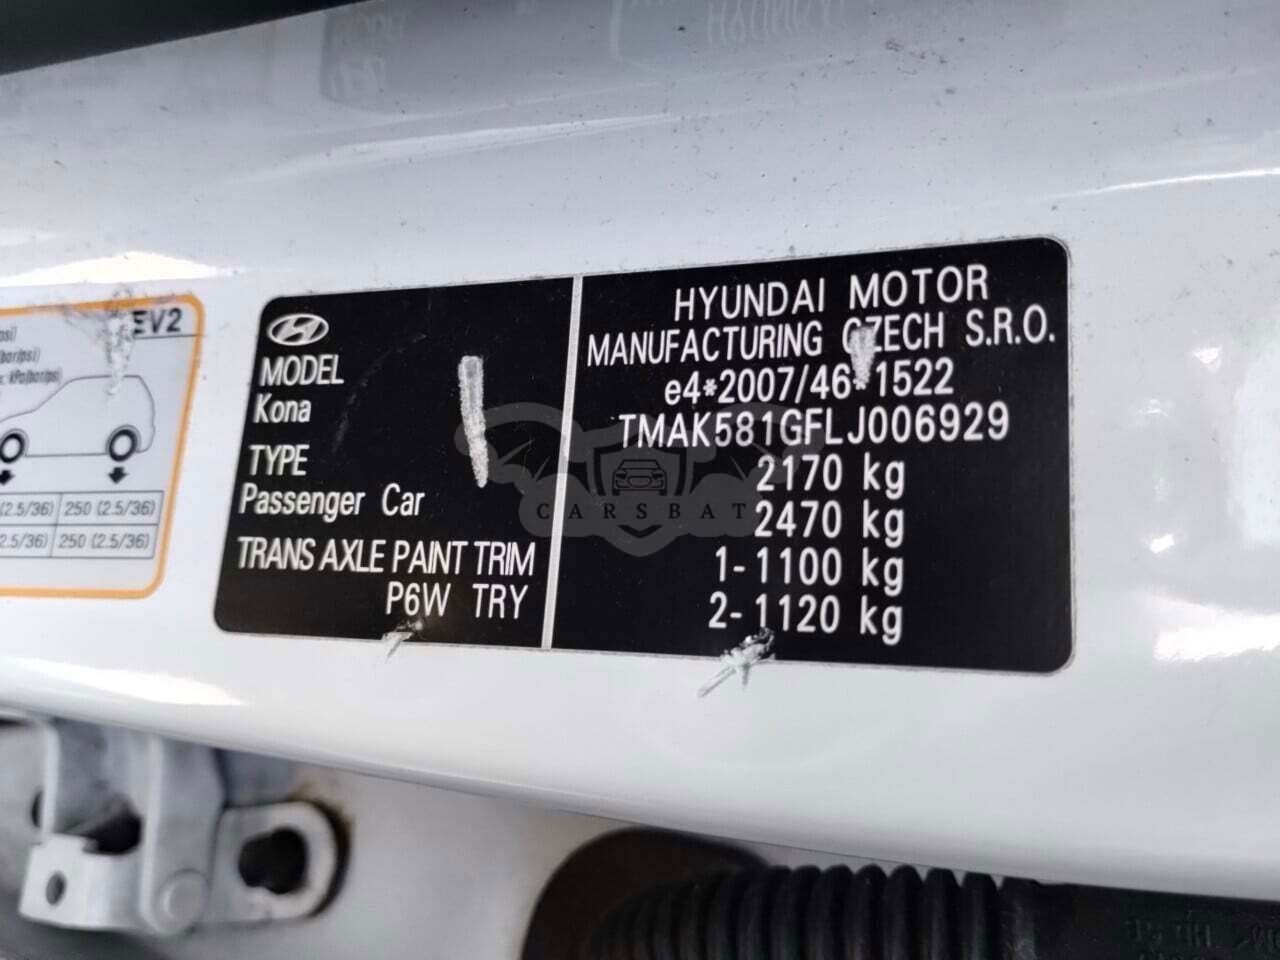 EV2
250 (2.5/36)
250 (2.5/36)
MODEL
Kona
TYPE
Passenger Car
TRANS AXLE PAINT TRIM
P6W TRY
HYUNDAI MOTOR
MANUFACTURING CZECH S.R.O.
e4*2007/46*1522
TMAK581GFLJ006929
2170 kg
2470 kg
1-1100 kg
2-1120 kg
CARSBAT